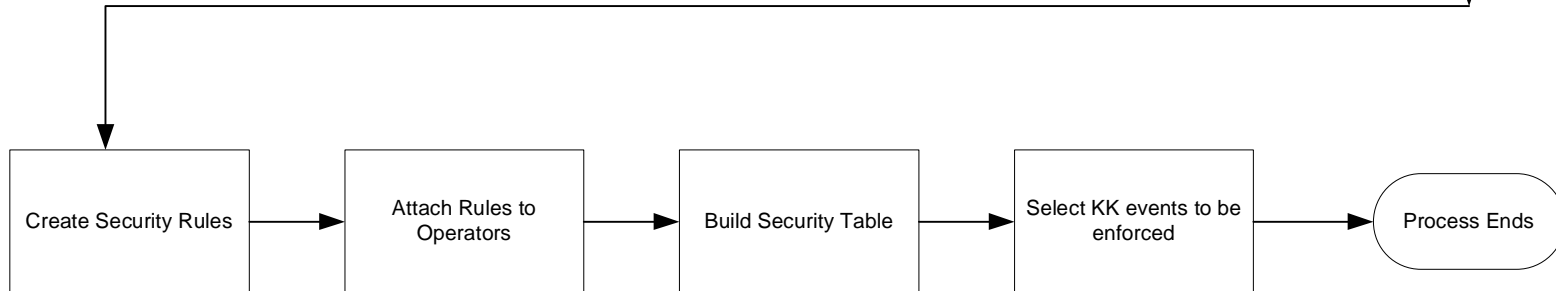 Create Security Rules
Attach Rules to
Operators
Build Security Table
Select KK events to be
enforced
Process Ends